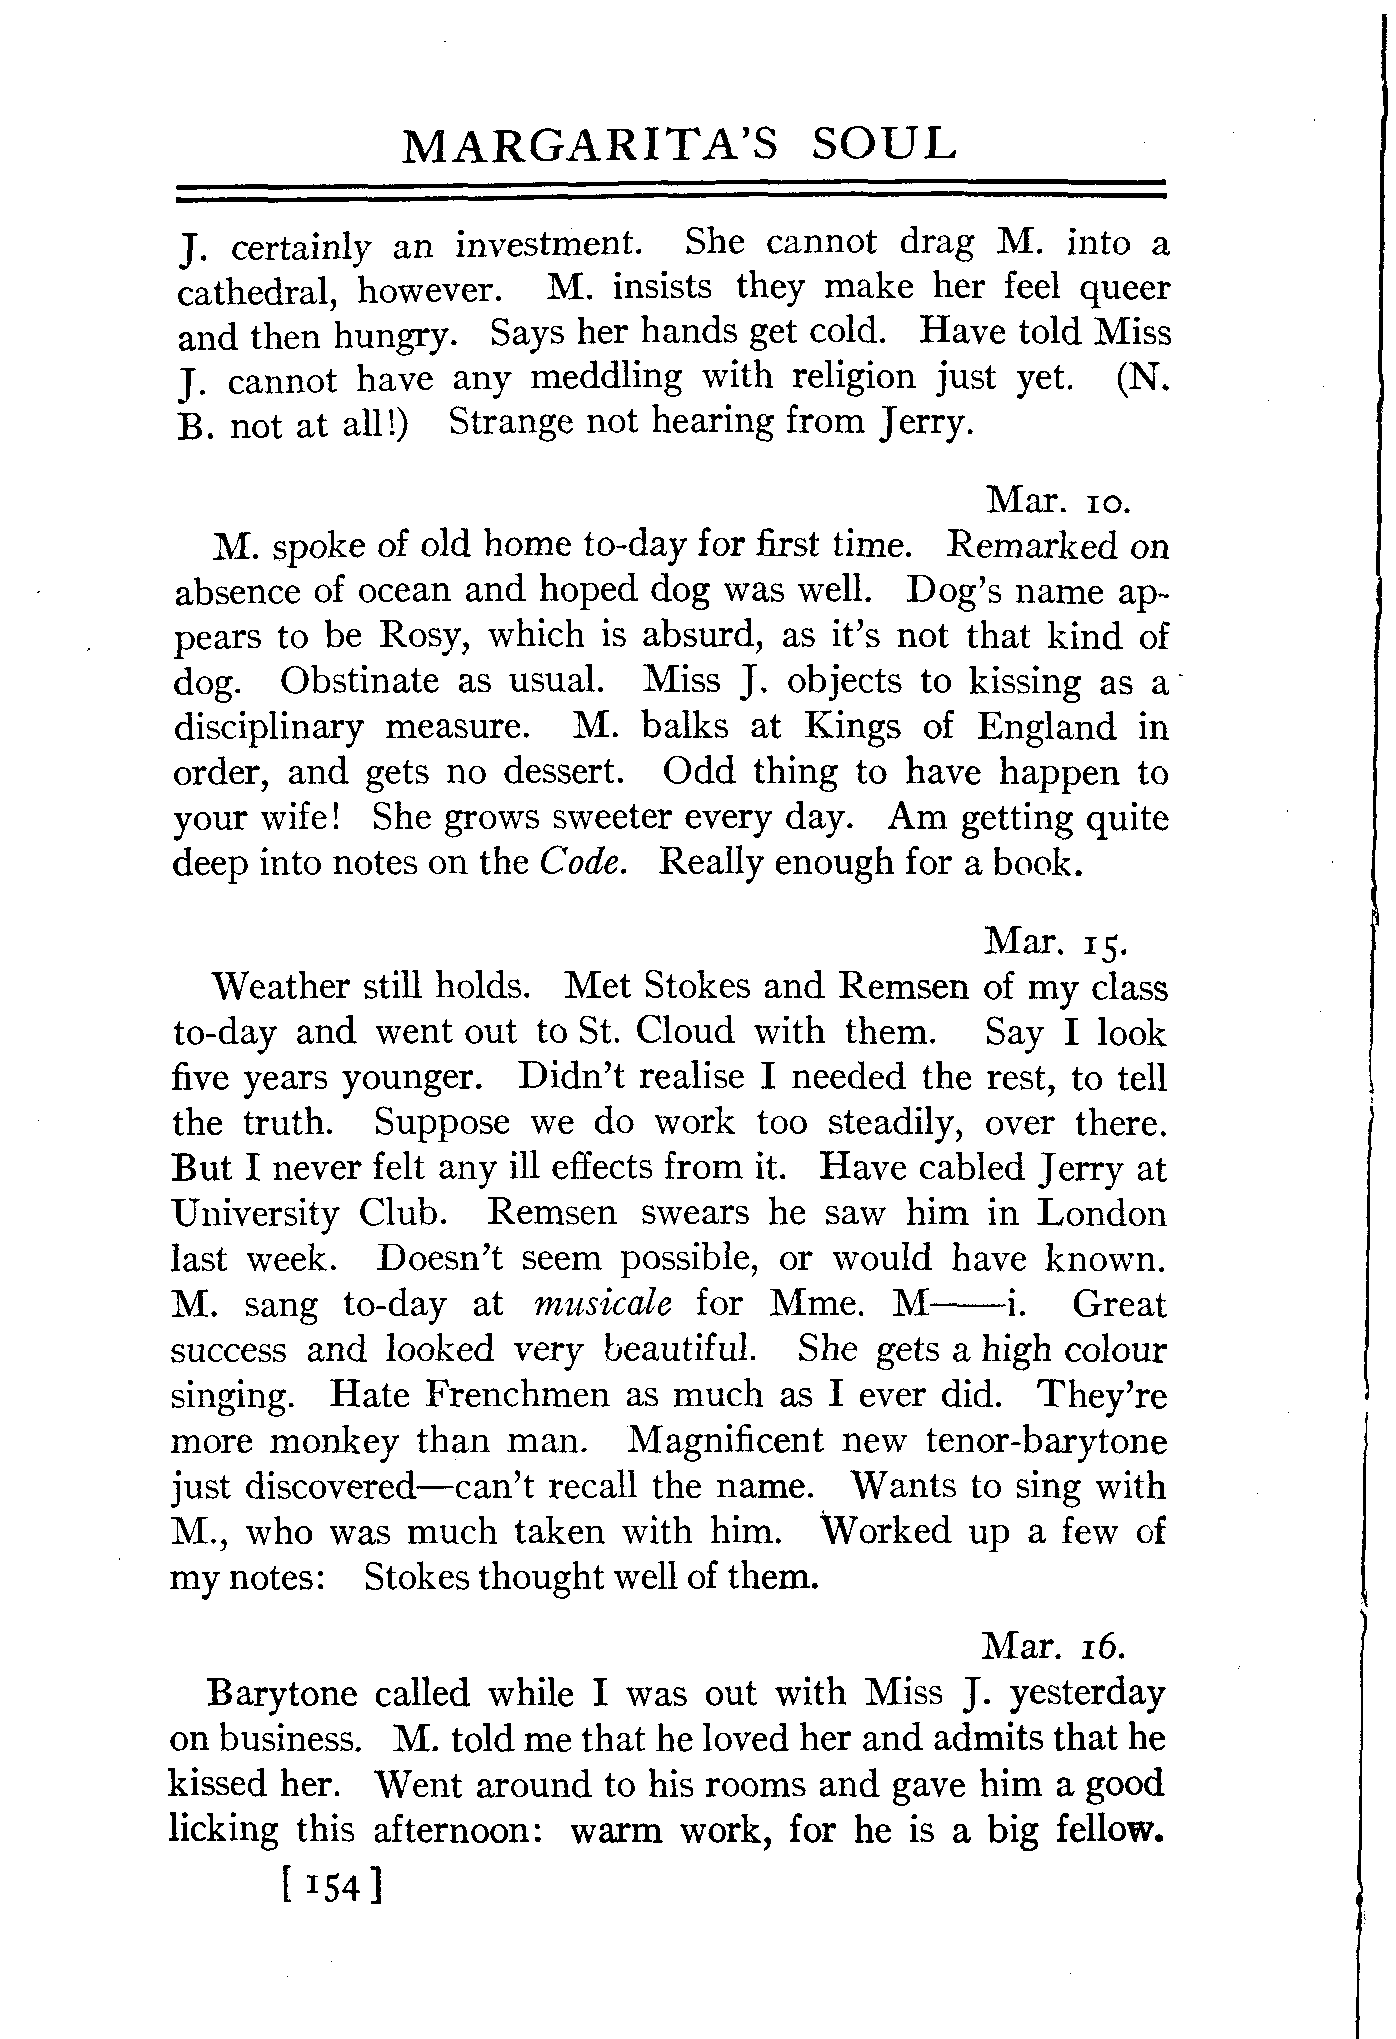 MARGARITA'S SOUL
J. certainly an investment. She cannot drag M. into a
cathedral, however. M. insists they make her feel queer
and then hungry. Says her hands get cold. Have told Miss
J. cannot have any meddling with religion just yet. (N.
B. not at all!) Strange not hearing from Jerry.
Mar. 10.
M. spoke of old home to-day for first time. Remarked on
absence of ocean and hoped dog was well. Dog's name ap-
pears to be Rosy, which is absurd, as it's not that kind of
dog. Obstinate as usual. Miss J. objects to kissing as a
disciplinary measure. M. balks at Kings of England in
order, and gets no dessert. Odd thing to have happen to
your wife! She grows sweeter every day. Am getting quite
deep into notes on the Code. Really enough for a book.
Mar. 15.
Weather still holds. Met Stokes and Remsen of my class
to-day and went out to St. Cloud with them. Say I look
five years younger. Didn't realise I needed the rest, to tell
the truth. Suppose we do work too steadily, over there.
But I never felt any ill effects from it. Have cabled Jerry at
University Club. Remsen swears he saw him in London
last week. Doesn't seem possible, or would have known.
M. sang to-day at musicale for Mme. M——i. Great
success and looked very beautiful. She gets a high colour
singing. Hate Frenchmen as much as I ever did. They're
more monkey than man. Magnificent new tenor-barytone
just discovered—can't recall the name. Wants to sing with
M., who was much taken with him. Worked up a few of
my notes: Stokes thought well of them.
Mar. 16.
Barytone called while I was out with Miss J. yesterday
on business. M. told me that he loved her and admits that he
kissed her. Went around to his rooms and gave him a good
licking this afternoon: warm work, for he is a big fellow.
[154]